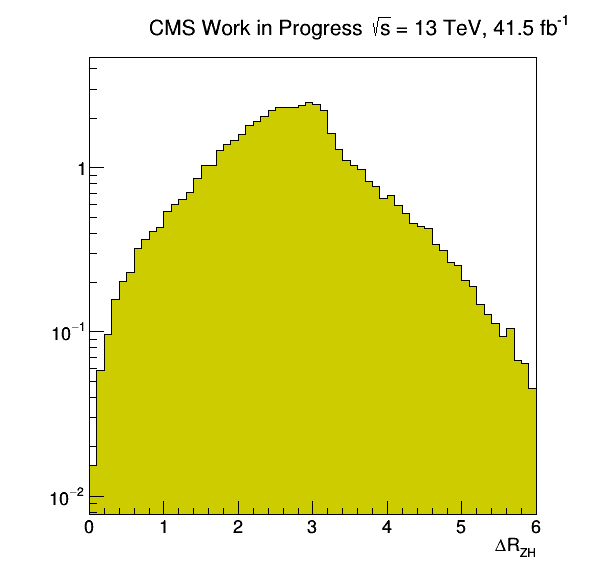 CMS Work in Progress √s = 13 TeV, 41.5 fb⁻¹
1
10⁻¹
10⁻²
0 1 2 3 4 5 6
ΔR_ZH